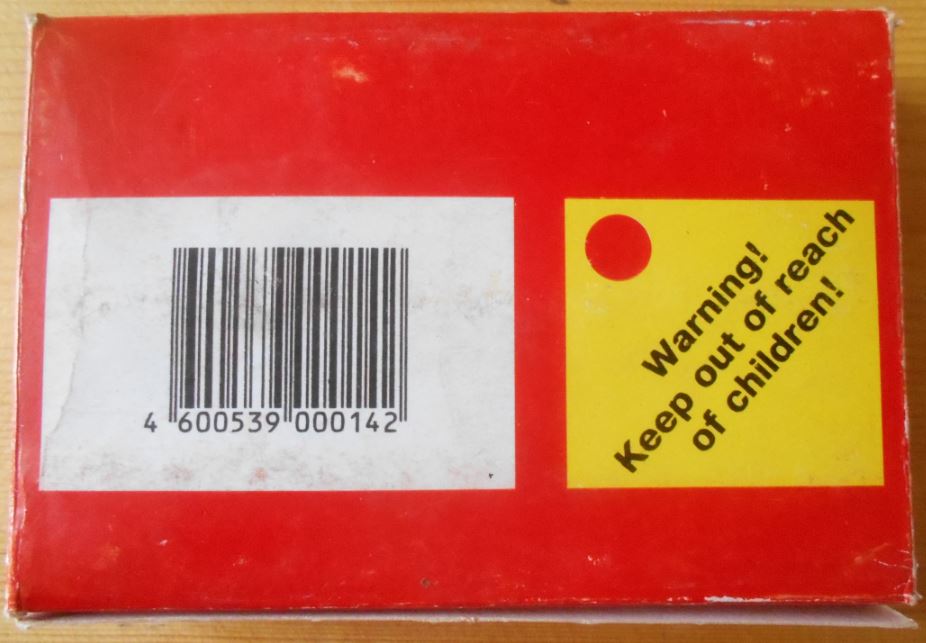 4 600539 000142
Warning!
Keep out of reach
of children!